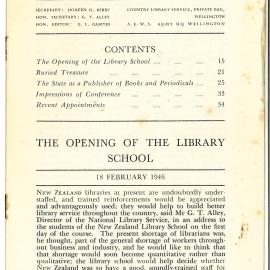 SECRETARY: DOREEN G. BIBBY
HON. SECRETARY: G. T. ALLEY
HON. EDITOR: G. L. GABITES
COUNTRY LIBRARY SERVICE, PRIVATE BAG,
WELLINGTON
A. E. W. S. ARMY HQ WELLINGTON
CONTENTS
The Opening of the Library School 15
Buried Treasure 21
The State as a Publisher of Books and Periodicals 25
Impressions of Conference 33
Recent Appointment 34
THE OPENING OF THE LIBRARY
SCHOOL
18 FEBRUARY 1946
NEW ZEALAND libraries at present are undoubtedly under-
staffed, and trained reinforcements would be appreciated
and advantageously used; they would help to build better
library service throughout the country, said Mr G. T. Alley,
Director of the National Library Service, in an address to
the students of the New Zealand Library School on the first
day of the course. The present shortage of librarians was,
he thought, part of the general shortage of workers through-
out business and industry, and he would like to think that
that shortage would soon become quantitative rather than
qualitative; the library school would help decide whether
New Zealand was to have a good, soundly-trained staff for